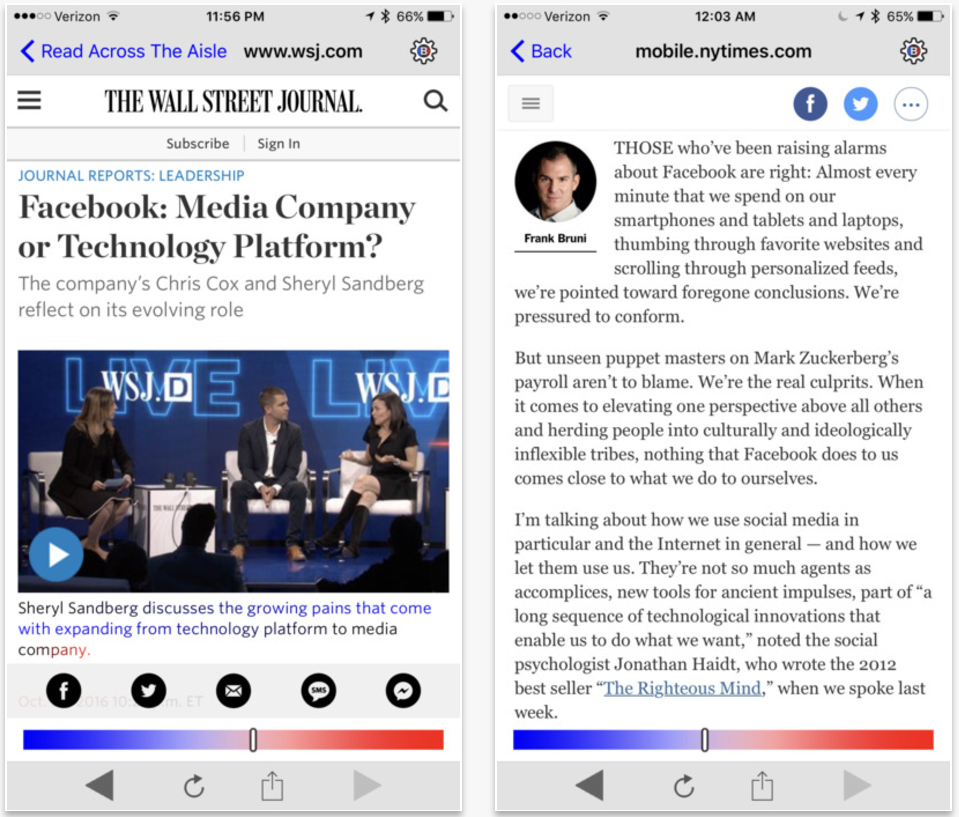 Verizon 11:56 PM 66%
Read Across The Aisle www.wsj.com
B
THE WALL STREET JOURNAL.
Subscribe Sign In
JOURNAL REPORTS: LEADERSHIP
Facebook: Media Company
or Technology Platform?
The company's Chris Cox and Sheryl Sandberg
reflect on its evolving role
LIVE LIV
WSJ.D WSJ.D
THE WALL STREET
Sheryl Sandberg discusses the growing pains that come
with expanding from technology platform to media
company.
f SMS
2016 10: m. ET
Verizon 12:03 AM 65%
Back mobile.nytimes.com
B
f
Frank Bruni
THOSE who've been raising alarms
about Facebook are right: Almost every
minute that we spend on our
smartphones and tablets and laptops,
thumbing through favorite websites and
scrolling through personalized feeds,
we're pointed toward foregone conclusions. We're
pressured to conform.
But unseen puppet masters on Mark Zuckerberg's
payroll aren't to blame. We're the real culprits. When
it comes to elevating one perspective above all others
and herding people into culturally and ideologically
inflexible tribes, nothing that Facebook does to us
comes close to what we do to ourselves.
I'm talking about how we use social media in
particular and the Internet in general — and how we
let them use us. They're not so much agents as
accomplices, new tools for ancient impulses, part of "a
long sequence of technological innovations that
enable us to do what we want," noted the social
psychologist Jonathan Haidt, who wrote the 2012
best seller "The Righteous Mind," when we spoke last
week.